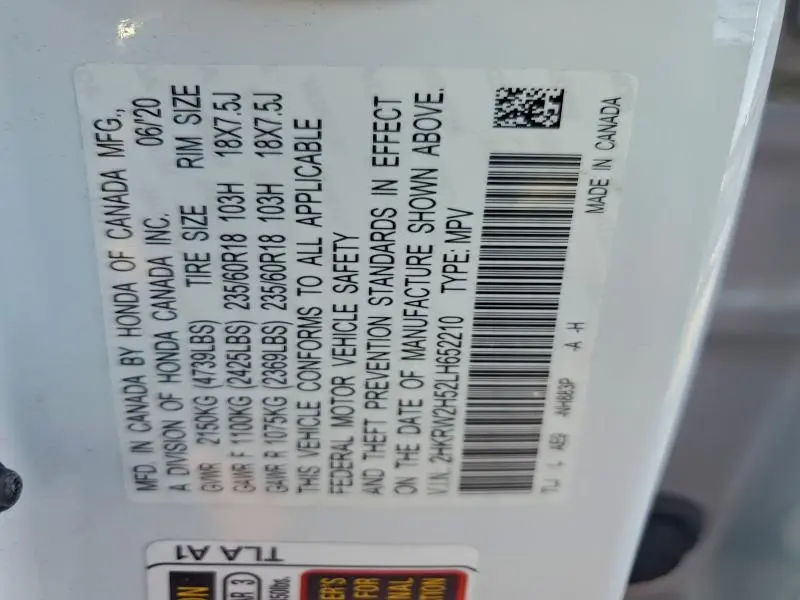 MFD IN CANADA BY HONDA OF CANADA MFG.,
A DIVISION OF HONDA CANADA INC. 06/'20
GVWR 2150KG (4739LBS) TIRE SIZE RIM SIZE
GAWR F 1100KG (2425LBS) 235/60R18 103H 18X7.5J
GAWR R 1075KG (2369LBS) 235/60R18 103H 18X7.5J
THIS VEHICLE CONFORMS TO ALL APPLICABLE
FEDERAL MOTOR VEHICLE SAFETY
AND THEFT PREVENTION STANDARDS IN EFFECT
ON THE DATE OF MANUFACTURE SHOWN ABOVE.
V.I.N. 2HKRW2H52LH652210 TYPE: MPV
TJ L AE9 -NH883P -A -H
MADE IN CANADA
TLA A1